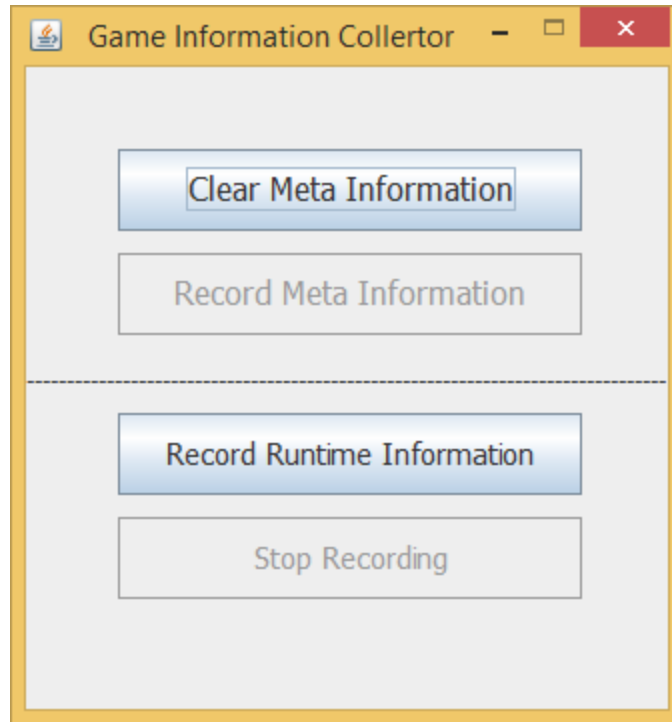 Game Information Collertor
Clear Meta Information
Record Meta Information
Record Runtime Information
Stop Recording